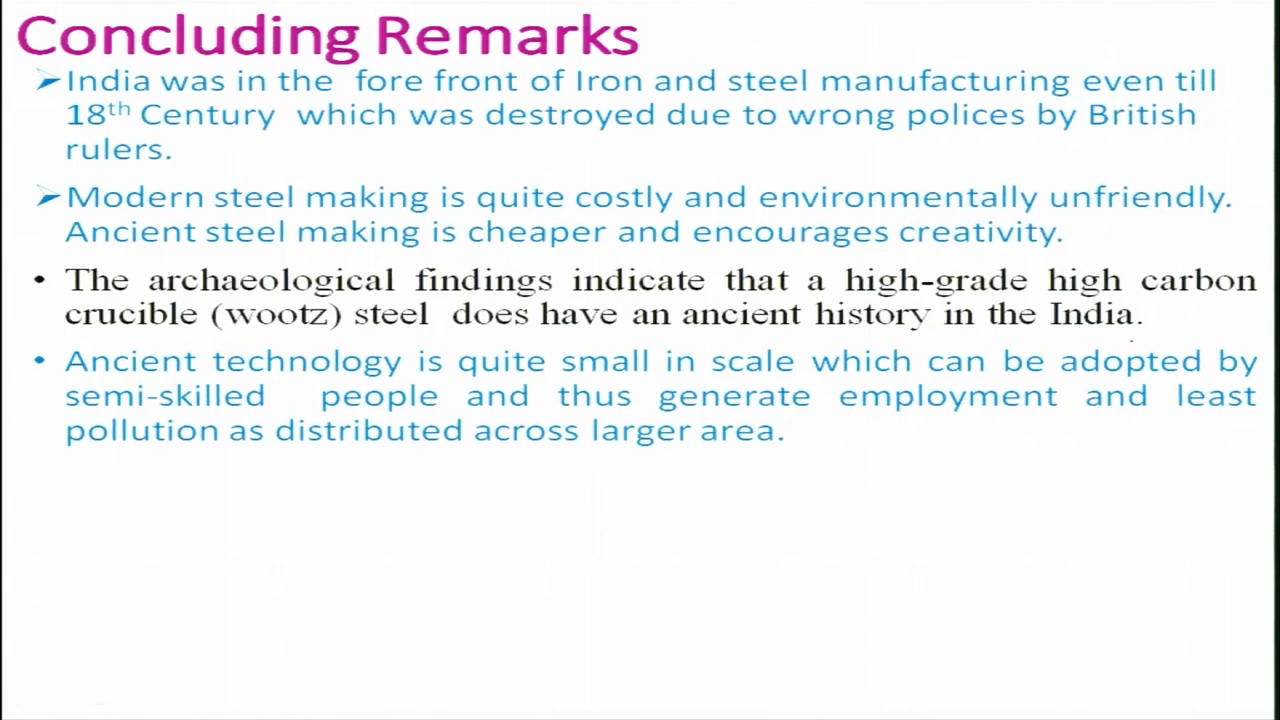 Concluding Remarks
➢India was in the fore front of Iron and steel manufacturing even till
18th Century which was destroyed due to wrong polices by British
rulers.
➢Modern steel making is quite costly and environmentally unfriendly.
Ancient steel making is cheaper and encourages creativity.
• The archaeological findings indicate that a high-grade high carbon
crucible (wootz) steel does have an ancient history in the India.
• Ancient technology is quite small in scale which can be adopted by
semi-skilled people and thus generate employment and least
pollution as distributed across larger area.